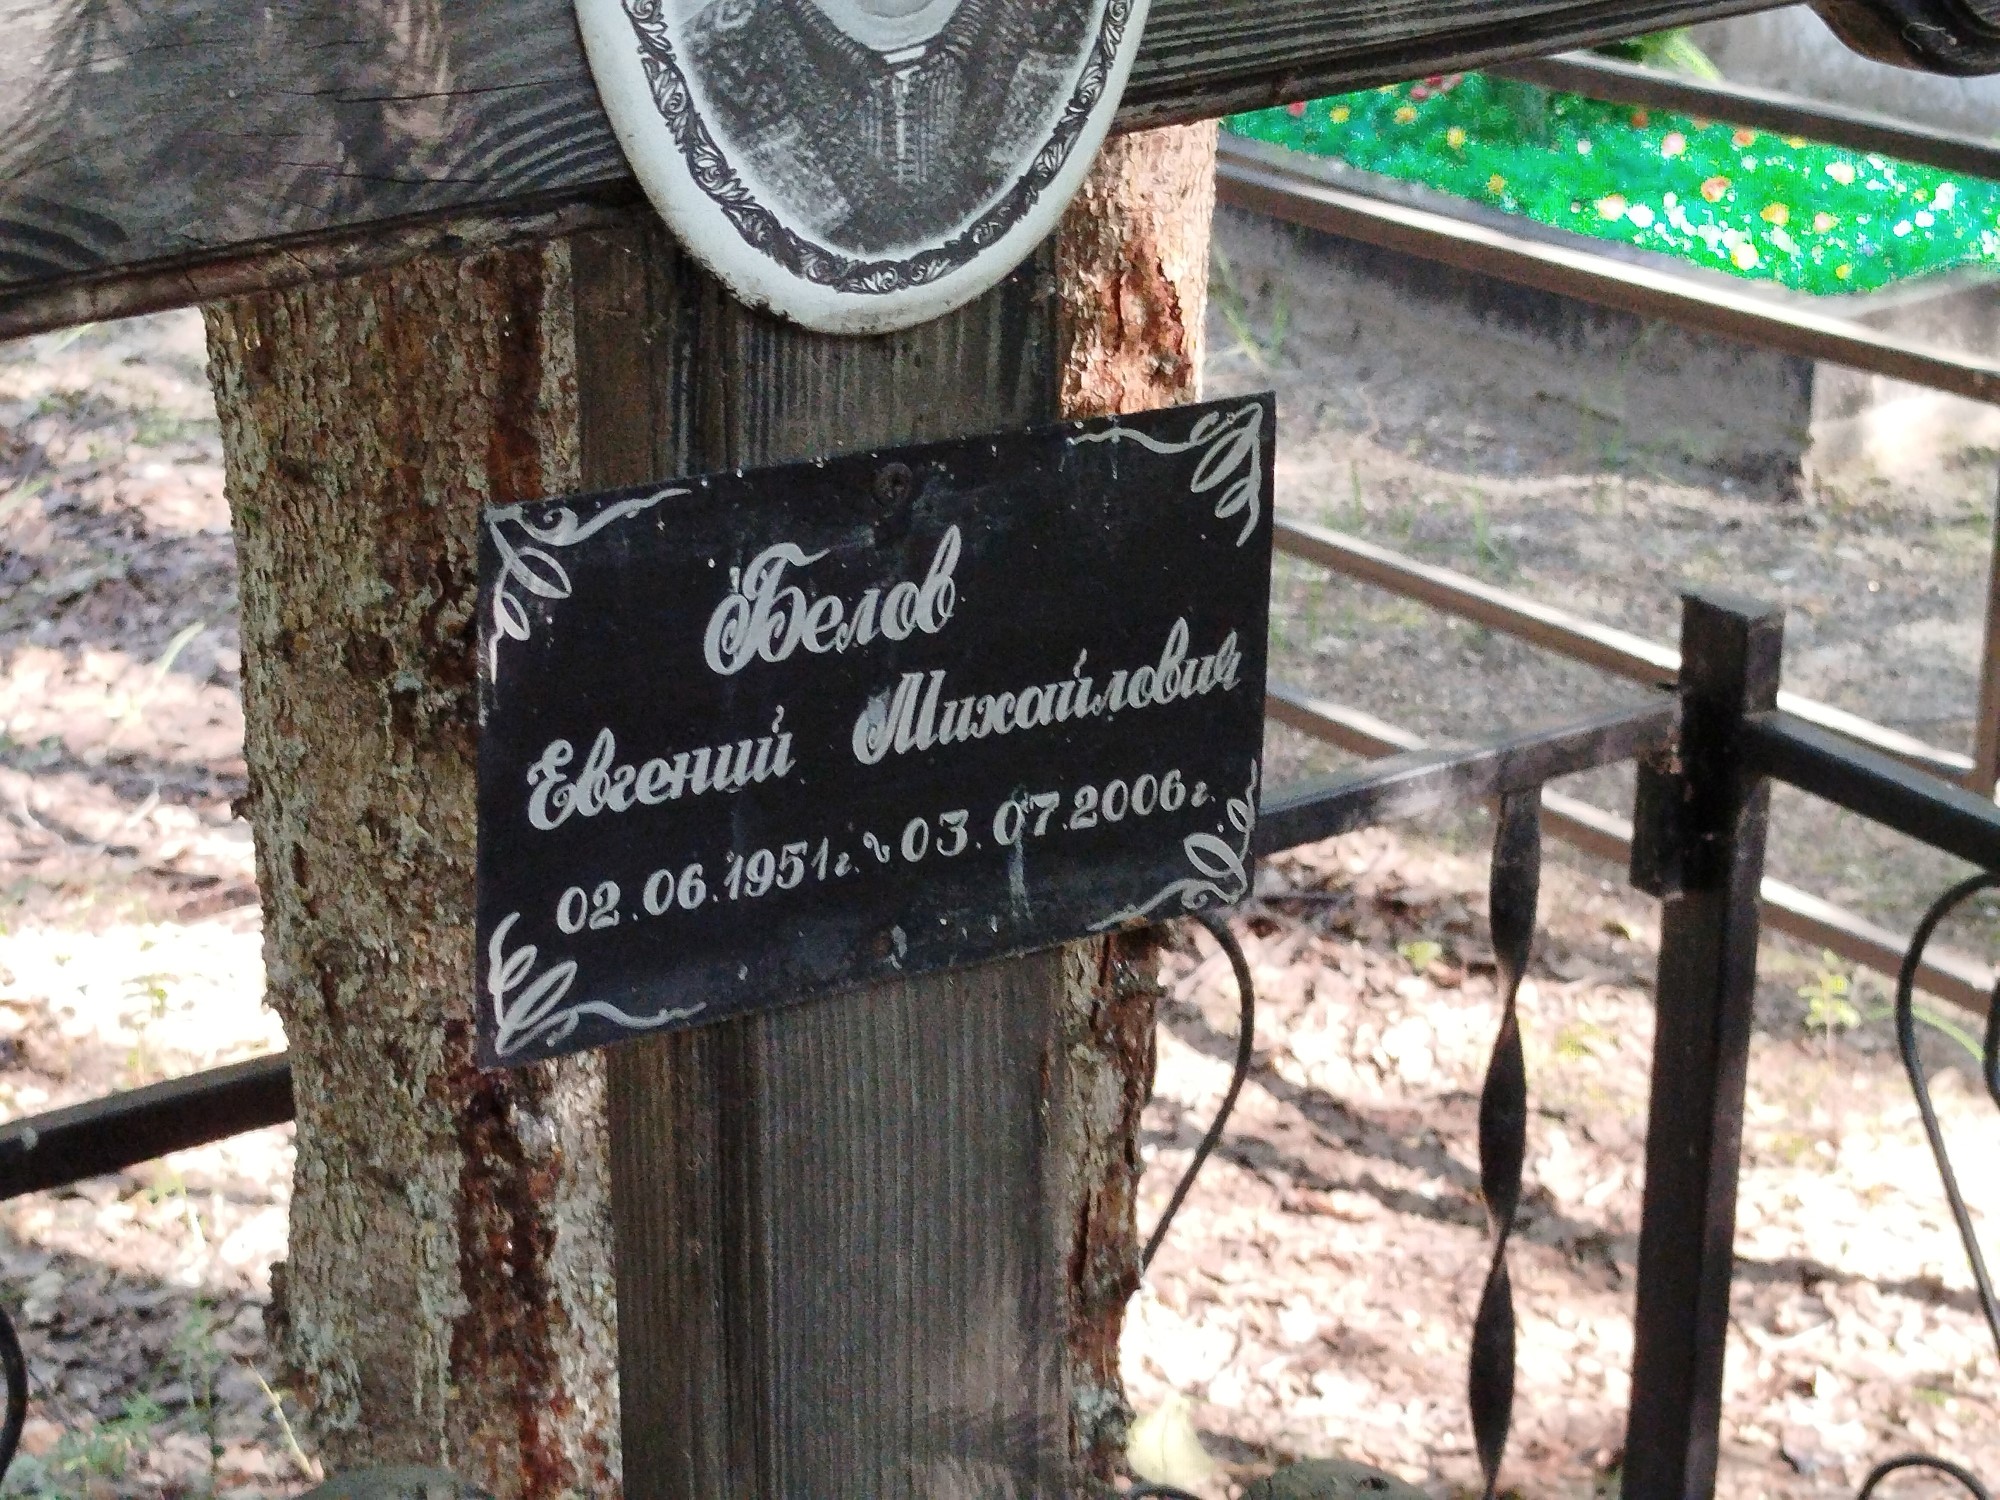 Белов
Евгений Михайлович
02.06.1951г. ~ 03.07.2006г.